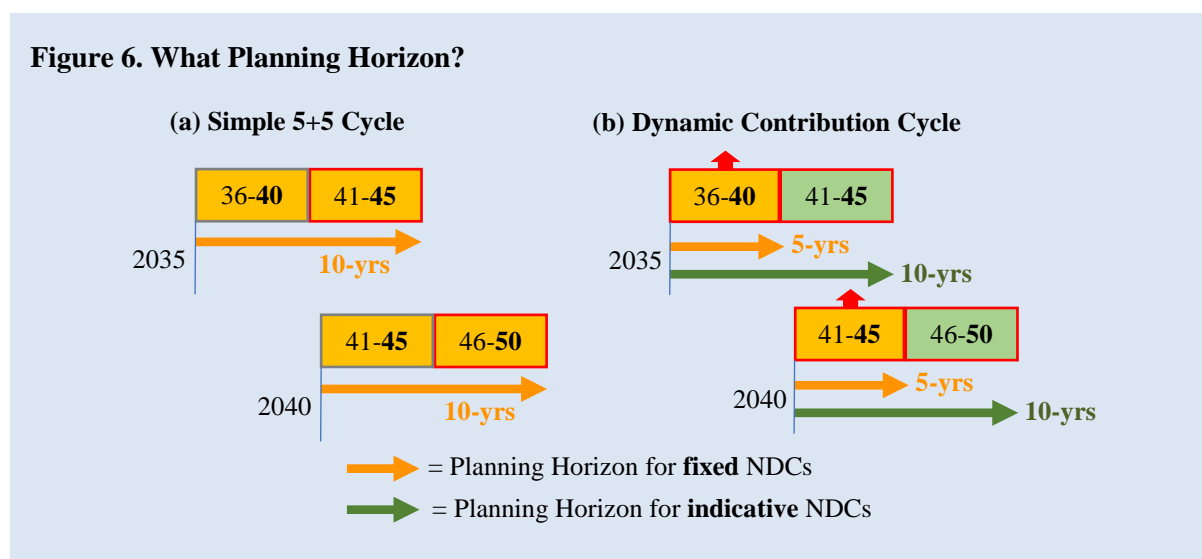 Figure 6. What Planning Horizon?
(a) Simple 5+5 Cycle
36-40 41-45
2035
10-yrs
41-45 46-50
2040
10-yrs
(b) Dynamic Contribution Cycle
36-40 41-45
5-yrs
2035
10-yrs
41-45 46-50
5-yrs
2040
10-yrs
= Planning Horizon for fixed NDCs
= Planning Horizon for indicative NDCs